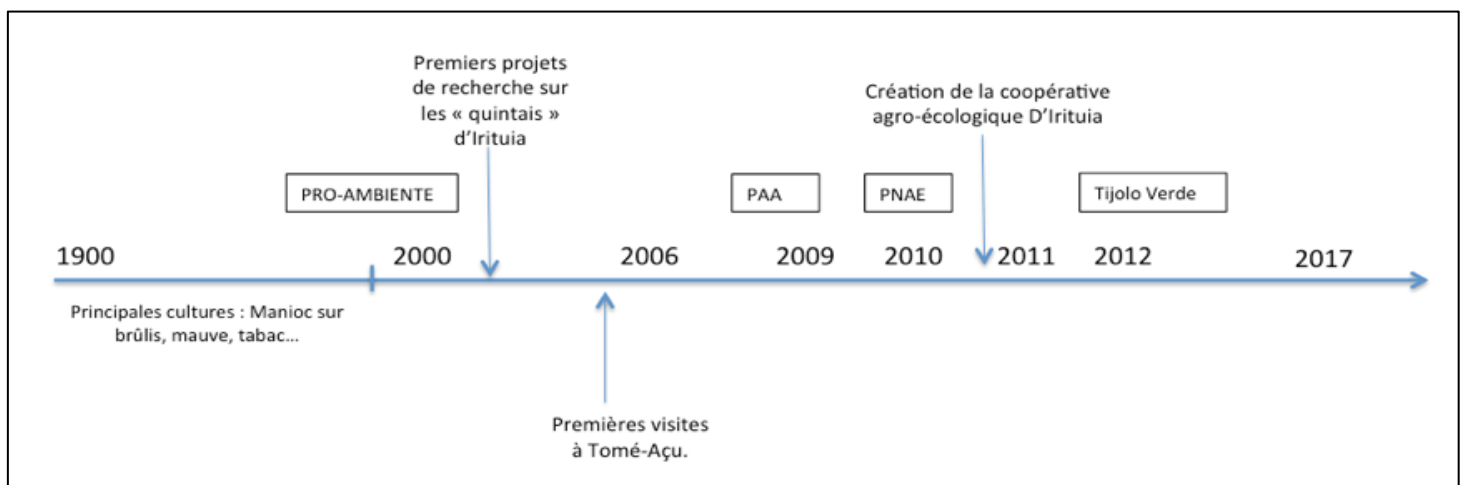 Premiers projets
de recherche sur
les « quintais »
d'Irituia
Création de la coopérative
agro-écologique D'Irituia
PRO-AMBIENTE
PAA
PNAE
Tijolo Verde
1900
2000
2006
2009
2010
2011
2012
2017
Principales cultures : Manioc sur
brûlis, mauve, tabac...
Premières visites
à Tomé-Açu.